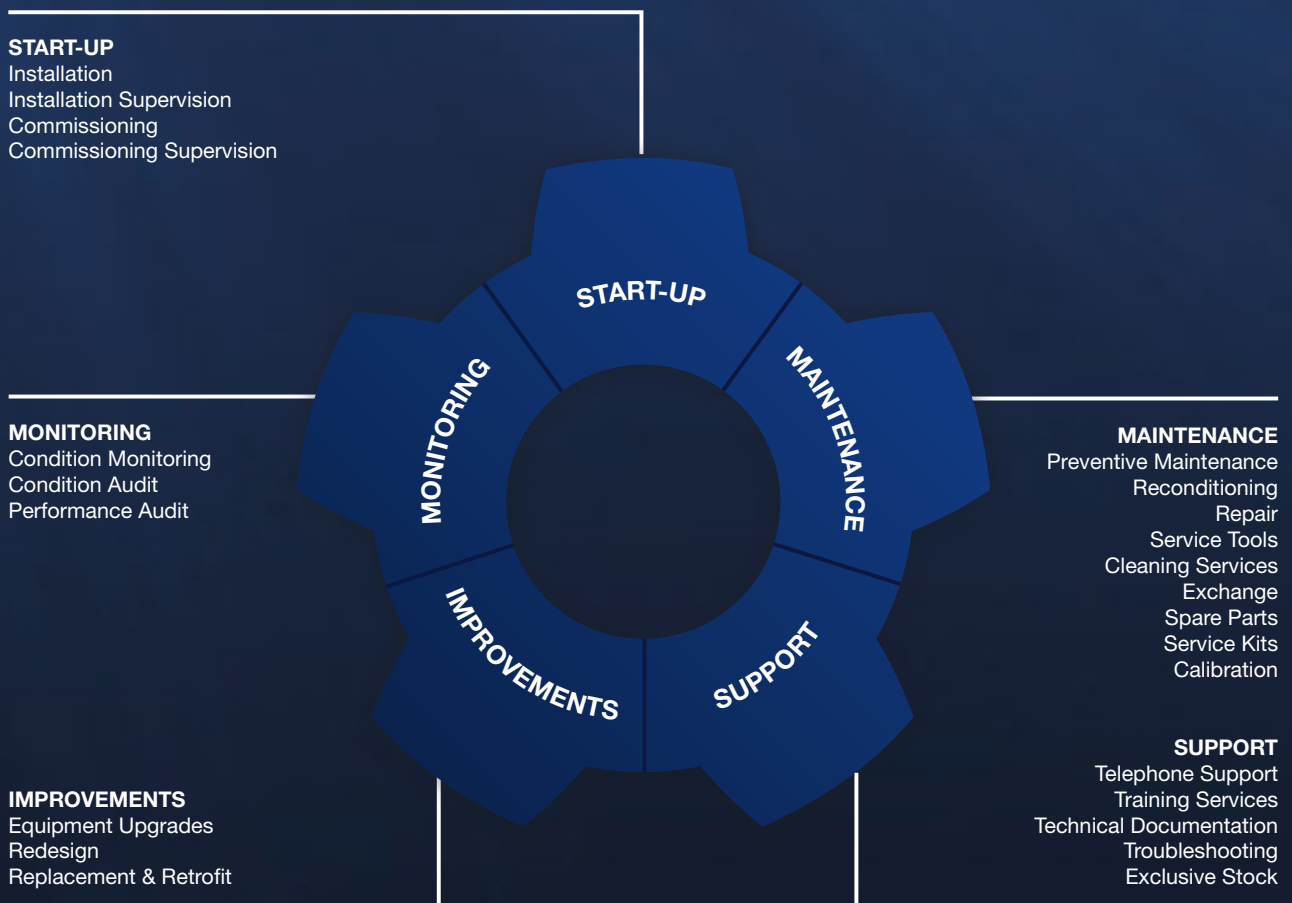 START-UP
Installation
Installation Supervision
Commissioning
Commissioning Supervision
START-UP
MAINTENANCE
SUPPORT
IMPROVEMENTS
MONITORING
MONITORING
Condition Monitoring
Condition Audit
Performance Audit
MAINTENANCE
Preventive Maintenance
Reconditioning
Repair
Service Tools
Cleaning Services
Exchange
Spare Parts
Service Kits
Calibration
IMPROVEMENTS
Equipment Upgrades
Redesign
Replacement & Retrofit
SUPPORT
Telephone Support
Training Services
Technical Documentation
Troubleshooting
Exclusive Stock